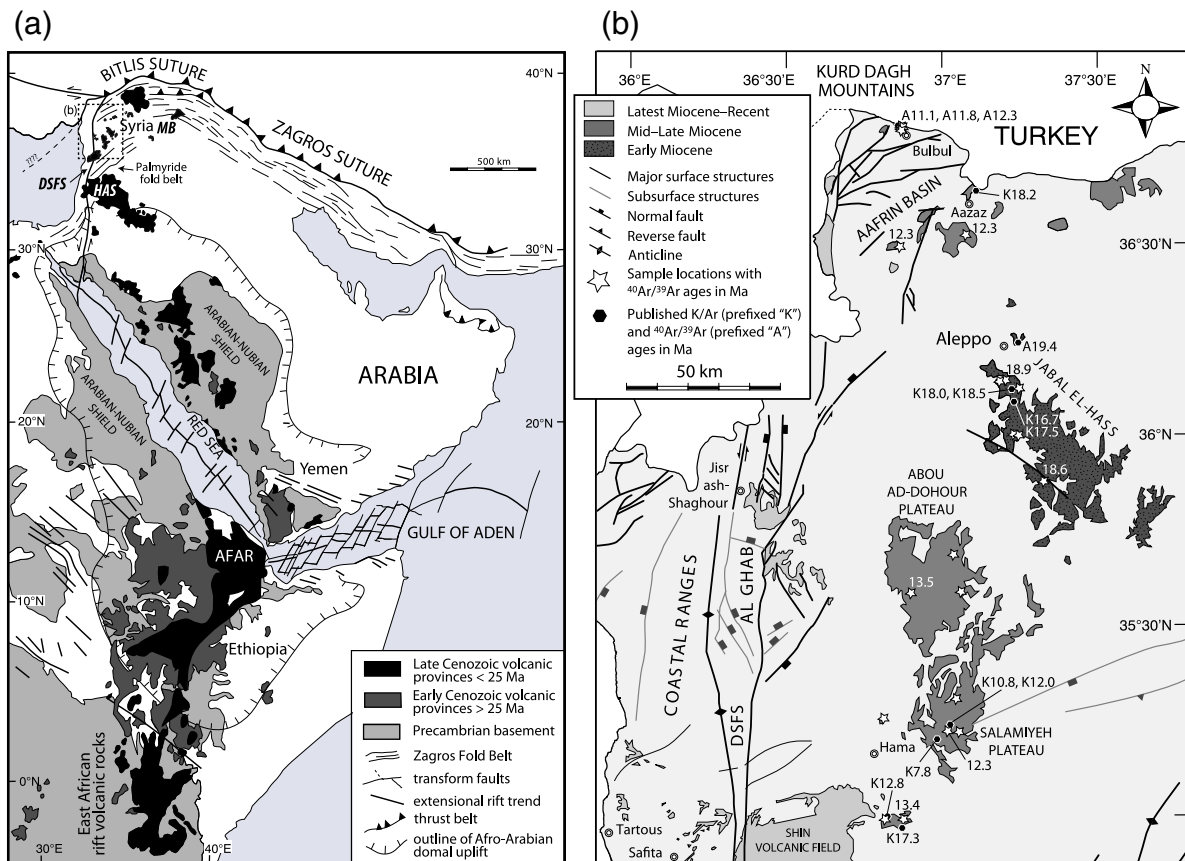 (a)
BITLIS SUTURE
40°N
(b)
Syria MB
ZAGROS SUTURE
????
500 km
Palmyride
fold belt
DSFS
HAS
30°N
30°N
ARABIAN-NUBIAN
SHIELD
ARABIAN-NUBIAN
SHIELD
ARABIA
RED SEA
20°N
20°N
Yemen
GULF OF ADEN
AFAR
10°N
10°N
Ethiopia
East African
rift volcanic rocks
0°N
0°N
30°E
40°E
Late Cenozoic volcanic
provinces < 25 Ma
Early Cenozoic volcanic
provinces > 25 Ma
Precambrian basement
Zagros Fold Belt
transform faults
extensional rift trend
thrust belt
outline of Afro-Arabian
domal uplift
(b)
36°E
36°30'E
37°E
37°30'E
KURD DAGH
MOUNTAINS
N
A11.1, A11.8, A12.3
TURKEY
Bulbul
Latest Miocene–Recent
Mid–Late Miocene
Early Miocene
Major surface structures
Subsurface structures
Normal fault
Reverse fault
Anticline
Sample locations with
⁴⁰Ar/³⁹Ar ages in Ma
Published K/Ar (prefixed “K”)
and ⁴⁰Ar/³⁹Ar (prefixed “A”)
ages in Ma
50 km
K18.2
AAFRIN BASIN
Aazaz
12.3
12.3
36°30'N
Aleppo
A19.4
JABAL EL-HASS
18.9
K18.0, K18.5
K16.7
K17.5
36°N
18.6
Jisr
ash-
Shaghour
ABOU
AD-DOHOUR
PLATEAU
COASTAL RANGES
AL GHAB
13.5
35°30'N
K10.8, K12.0
DSFS
SALAMIYEH
PLATEAU
Hama
K7.8
12.3
K12.8
13.4
K17.3
Tartous
Safita
SHIN
VOLCANIC FIELD